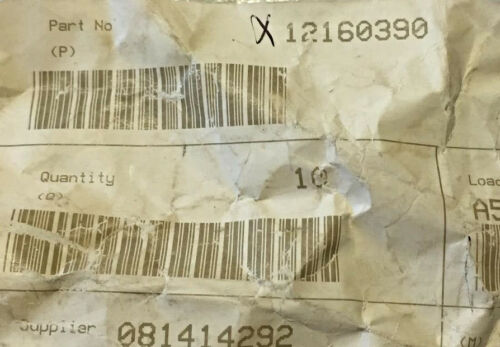 Part No X 12160390
(P)
Quantity 10
(Q)
Load
A5
Supplier 081414292
(M)